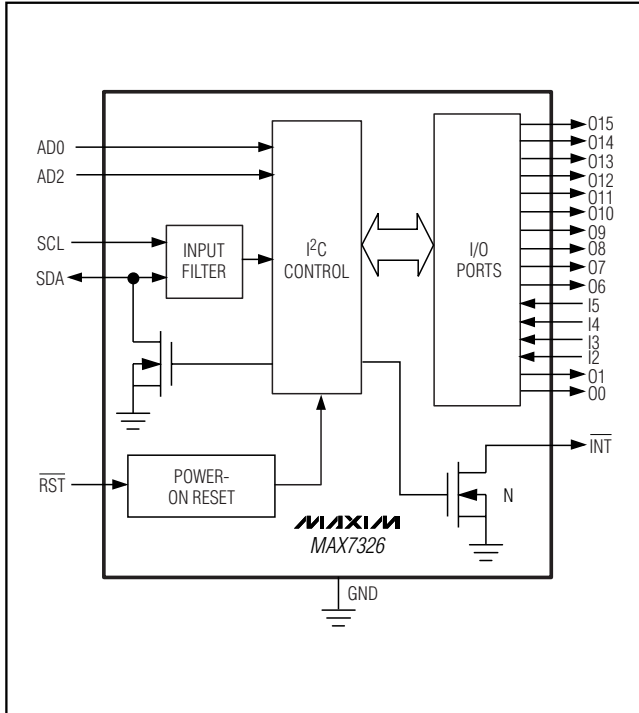 AD0
AD2
SCL
SDA
RST
INPUT
FILTER
I²C
CONTROL
I/O
PORTS
POWER-
ON RESET
O15
O14
O13
O12
O11
O10
O9
O8
O7
O6
I5
I4
I3
I2
O1
O0
INT
N
MAXIM
MAX7326
GND